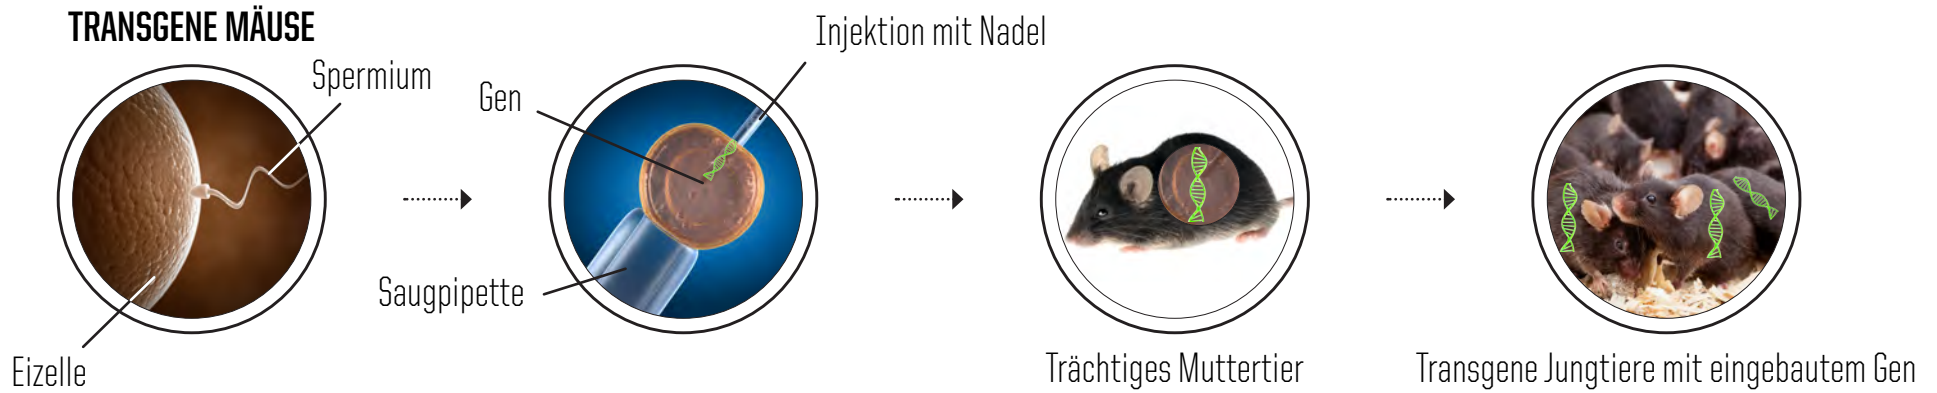 TRANSGENE MÄUSE
Spermium
Eizelle
Gen
Injektion mit Nadel
Saugpipette
Trächtiges Muttertier
Transgene Jungtiere mit eingebautem Gen